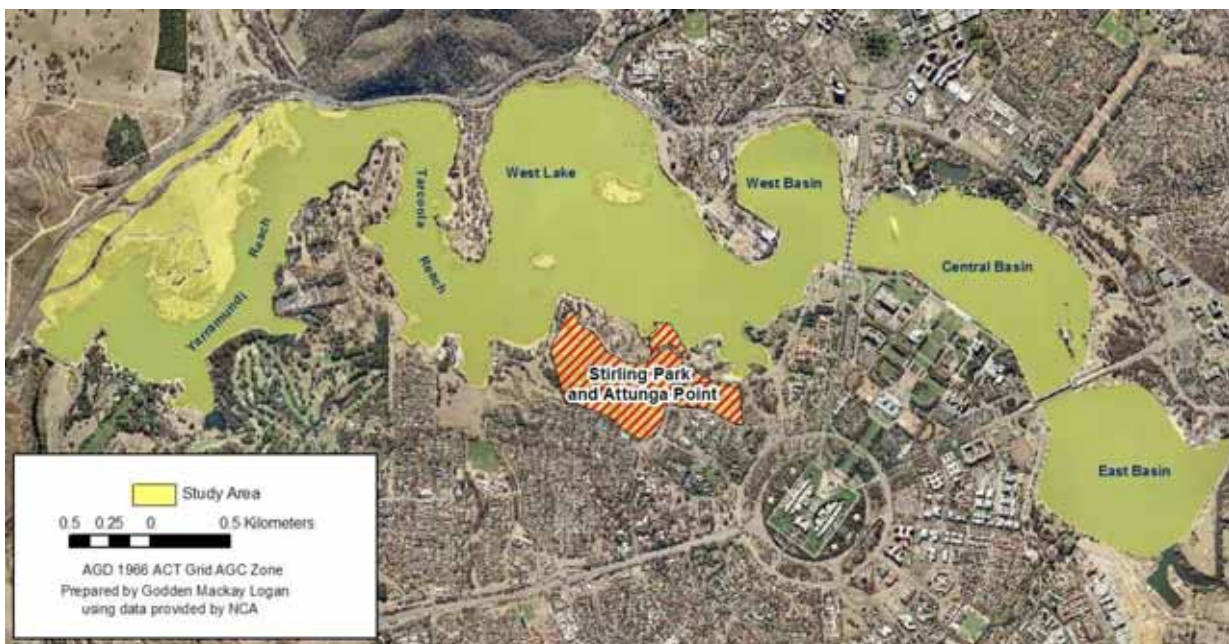 West Lake
West Basin
Tarconla
Reach
Reach
Yarramundi
Central Basin
Stirling Park
and Attunga Point
East Basin
Study Area
0.5 0.25 0 0.5 Kilometers
AGD 1966 ACT Grid AGC Zone
Prepared by Godden Mackay Logan
using data provided by NCA